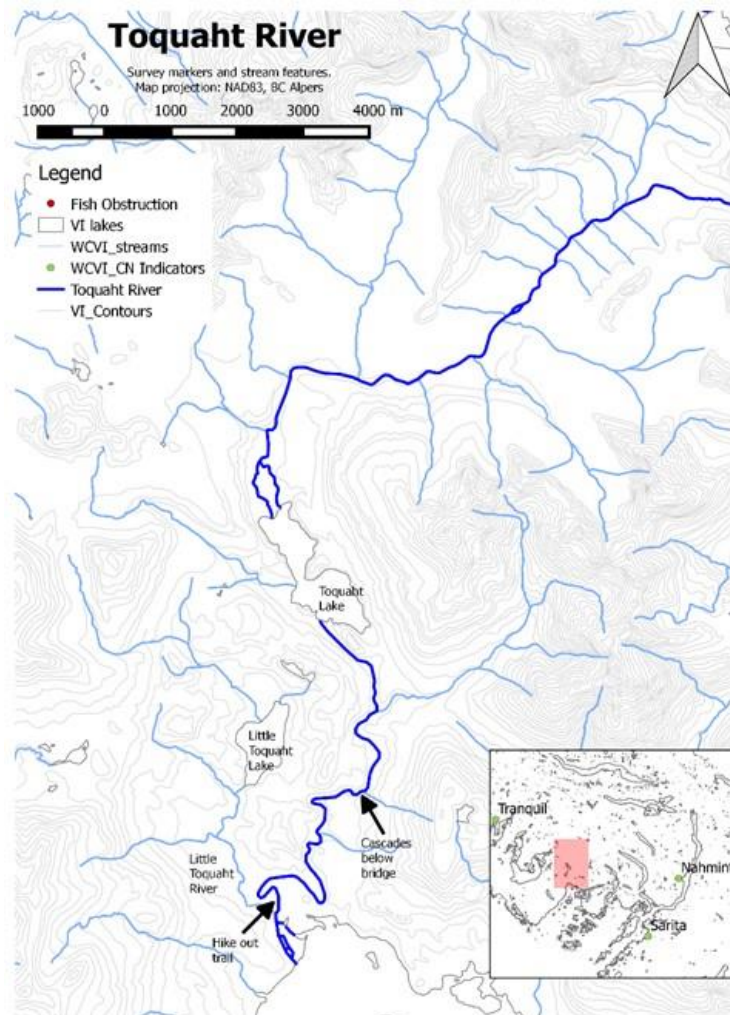 Toquaht River
Survey markers and stream features.
Map projection: NAD83, BC Alpers
1000 0 1000 2000 3000 4000 m
Legend
Fish Obstruction
VI lakes
WCVI_streams
WCVI_CN Indicators
Toquaht River
VI_Contours
Toquaht
Lake
Little
Toquaht
Lake
Cascades
below
bridge
Little
Toquaht
River
Hike out
trail
Tranquil
Nahmint
Sarita